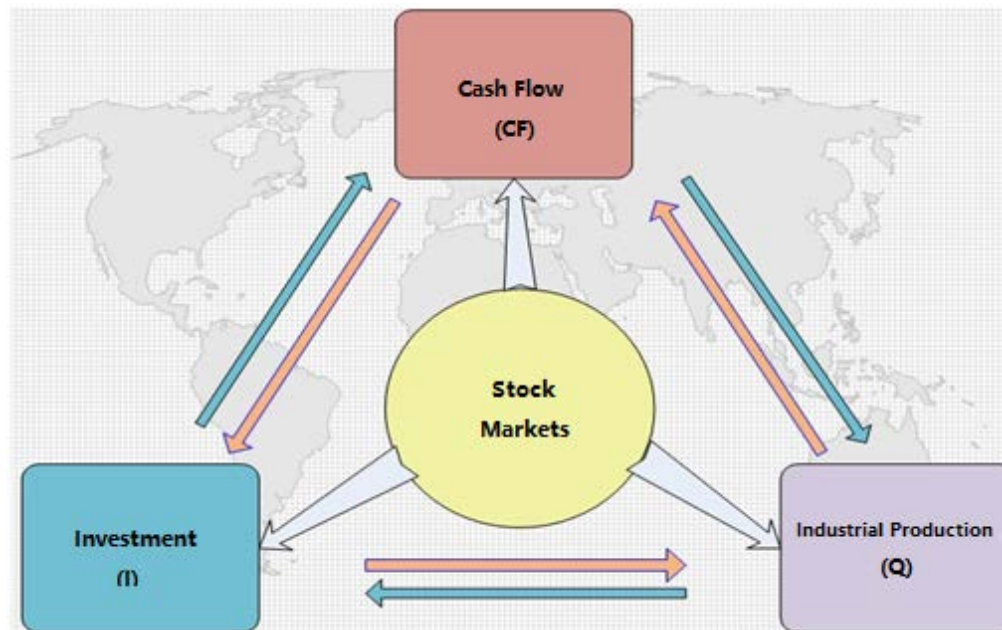 Cash Flow
(CF)
Stock
Markets
Investment
(I)
Industrial Production
(Q)